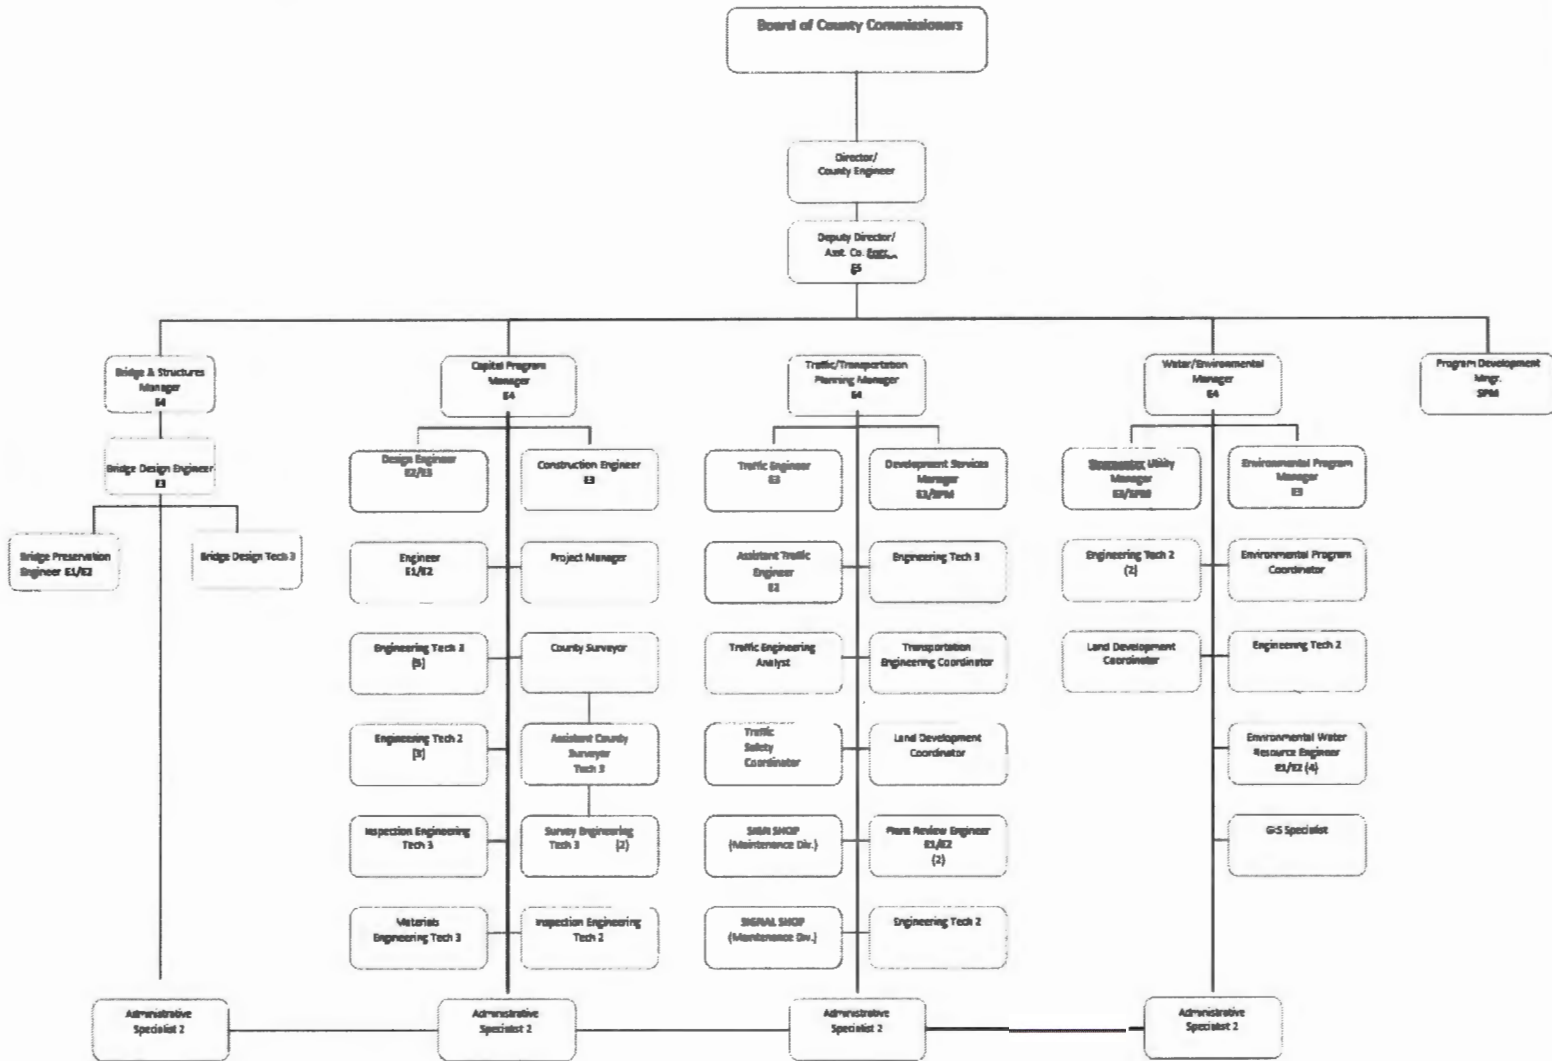 Board of County Commissioners
Director/
County Engineer
Deputy Director/
Asst. Co. Engr.
E5
Bridge & Structures
Manager
E4
Capital Program
Manager
E4
Traffic/Transportation
Planning Manager
E4
Water/Environmental
Manager
E4
Program Development
Mngr.
SPM
Bridge Design Engineer
E3
Bridge Preservation
Engineer E1/E2
Bridge Design Tech 3
Design Engineer
E2/E3
Construction Engineer
E3
Engineer
E1/E2
Project Manager
Engineering Tech 3
(5)
County Surveyor
Engineering Tech 2
(3)
Assistant County
Surveyor
Tech 3
Inspection Engineering
Tech 3
Survey Engineering
Tech 3 (2)
Materials
Engineering Tech 3
Inspection Engineering
Tech 2
Traffic Engineer
E3
Development Services
Manager
E3/SPM
Assistant Traffic
Engineer
E2
Engineering Tech 3
Traffic Engineering
Analyst
Transportation
Engineering Coordinator
Traffic
Safety
Coordinator
Land Development
Coordinator
SIGN SHOP
(Maintenance Div.)
Plans Review Engineer
E1/E2
(2)
SIGNAL SHOP
(Maintenance Div.)
Engineering Tech 2
Utility
Manager
E3/SPM
Environmental Program
Manager
E3
Engineering Tech 2
(2)
Environmental Program
Coordinator
Land Development
Coordinator
Engineering Tech 2
Environmental Water
Resource Engineer
E1/E2 (4)
GIS Specialist
Administrative
Specialist 2
Administrative
Specialist 2
Administrative
Specialist 2
Administrative
Specialist 2